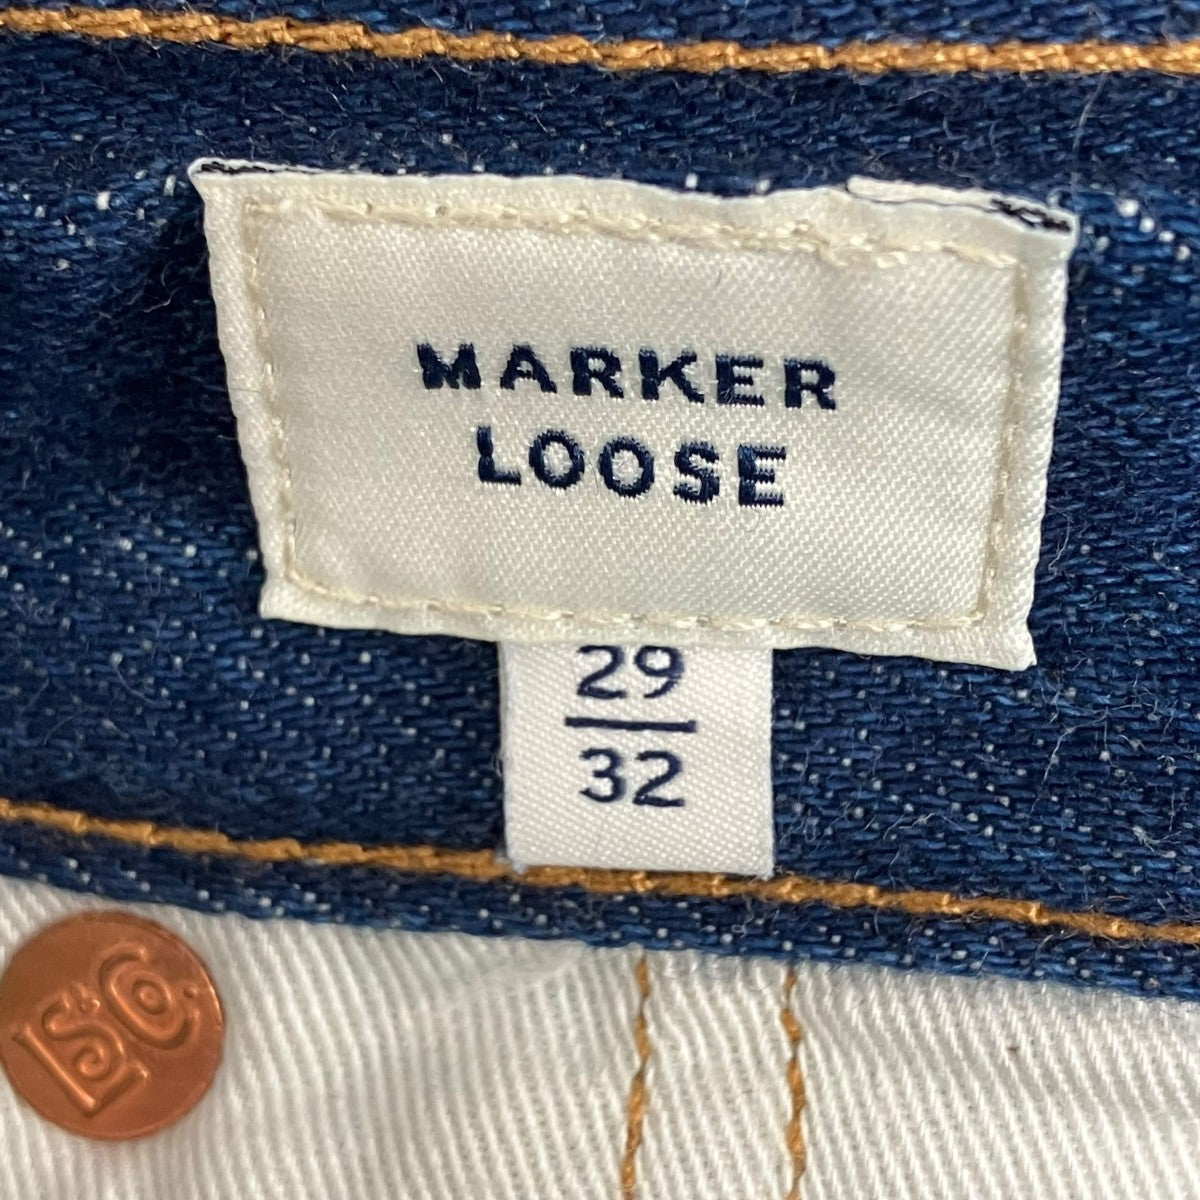 MARKER
LOOSE
29
32
LS&Co.